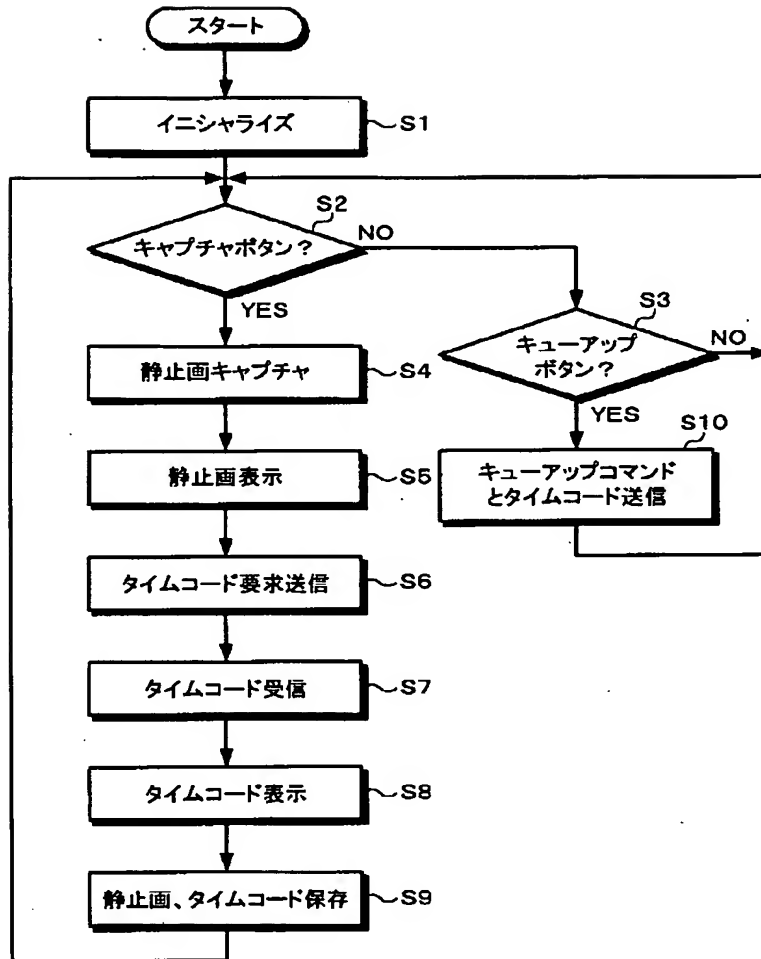 スタート
イニシャライズ
S1
S2
キャプチャボタン？
NO
YES
S3
キューアップ
ボタン？
NO
YES
静止画キャプチャ
S4
S10
キューアップコマンド
とタイムコード送信
静止画表示
S5
タイムコード要求送信
S6
タイムコード受信
S7
タイムコード表示
S8
静止画、タイムコード保存
S9